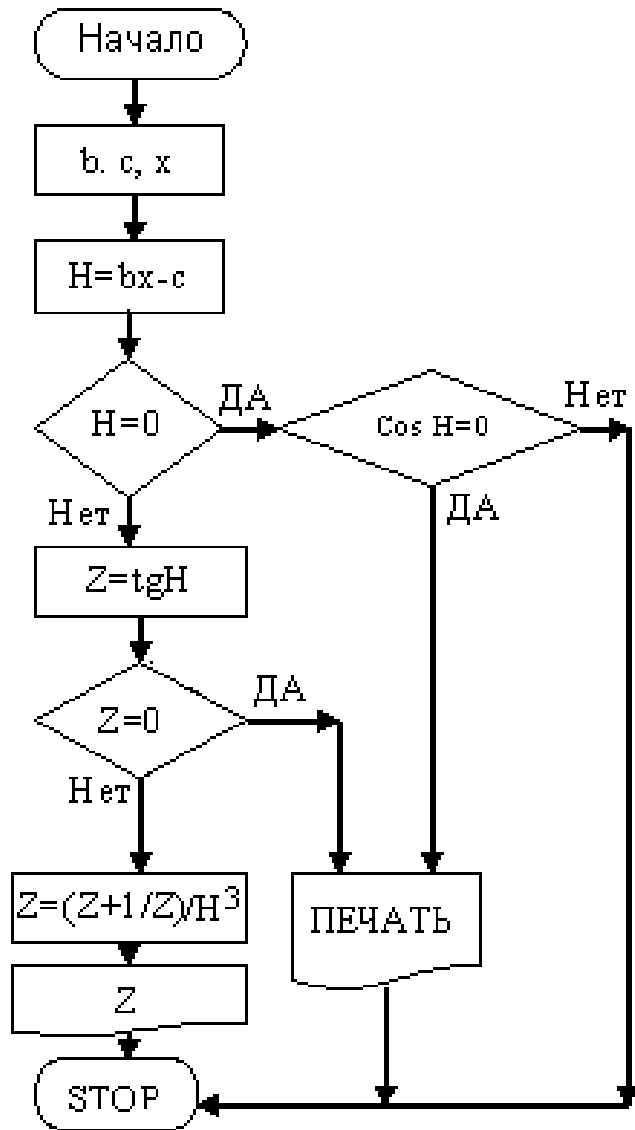 Начало
b. c, x
H=bx-c
H=0
ДА
Cos H=0
Нет
Нет
ДА
Z=tgH
Z=0
ДА
Нет
Z=(Z+1/Z)/H³
ПЕЧАТЬ
Z
STOP